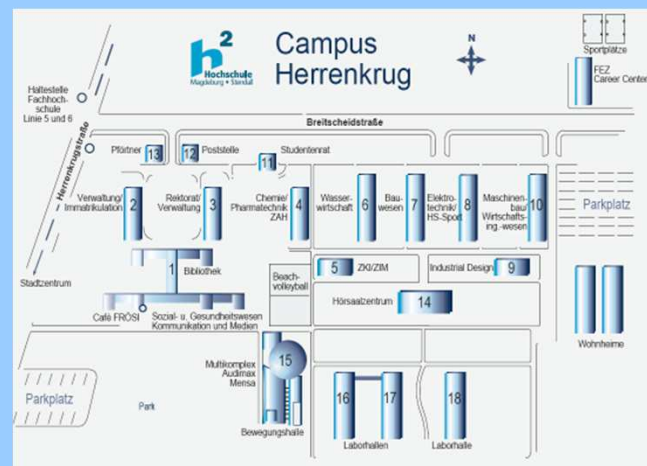 h2
Hochschule
Magdeburg • Stendal
Campus
Herrenkrug
N
Sportplätze
FEZ
Career Center
Haltestelle
Fachhoch-
schule
Linie 5 und 6
Herrenkrugstraße
Breitscheidstraße
Pförtner
13
12
Poststelle
Studentenrat
11
Verwaltung/
Immatrikulation
2
Rektorat/
Verwaltung
3
Chemie/
Pharmatechnik
ZAH
4
Wasser-
wirtschaft
6
Bau-
wesen
7
Elektro-
technik/
HS-Sport
8
Maschinen-
bau/
Wirtschafts-
ing.-wesen
10
Parkplatz
Stadtzentrum
1
Bibliothek
Beach-
volleyball
5
ZKI/ZIM
Industrial Design
9
Hörsaalzentrum
14
Café FRÖSI
Sozial- u. Gesundheitswesen
Kommunikation und Medien
Wohnheime
Multikomplex
Audimax
Mensa
15
Parkplatz
Park
16
17
18
Bewegungshalle
Laborhallen
Laborhalle